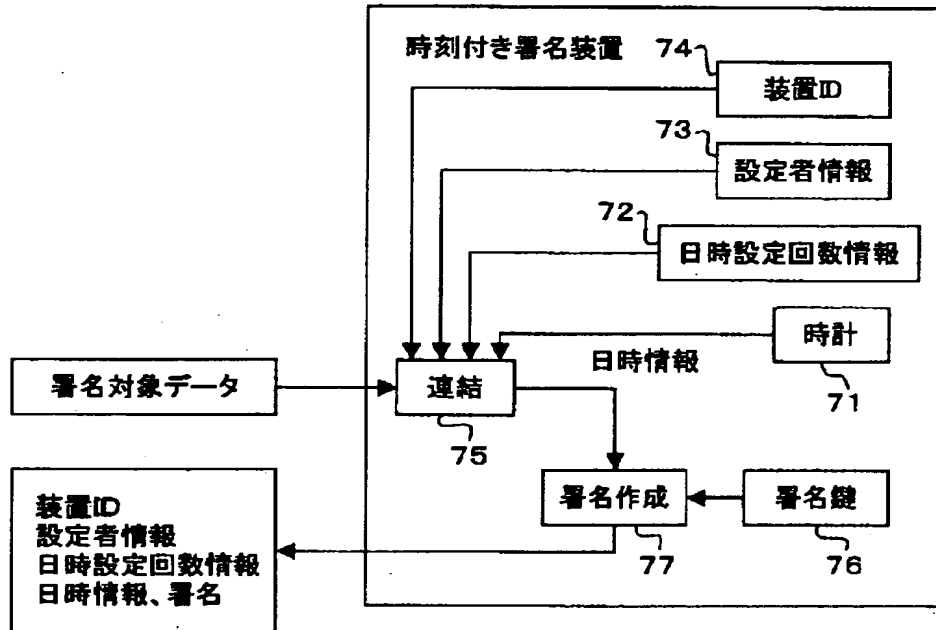 時刻付き署名装置
74
装置ID
73
設定者情報
72
日時設定回数情報
時計
71
日時情報
署名対象データ
連結
75
署名作成
77
署名鍵
76
装置ID
設定者情報
日時設定回数情報
日時情報、署名